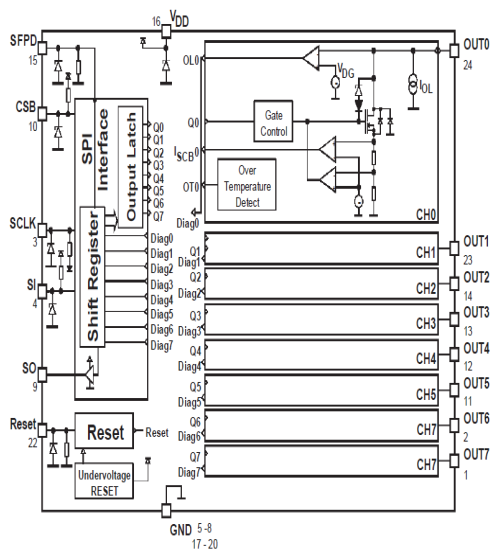 SFPD
15
16
VDD
OUT0
24
OL0
VDG
IOL
CSB
10
SPI
Interface
Output Latch
Q0
Q1
Q2
Q3
Q4
Q5
Q6
Q7
Q0
Gate
Control
ISCB0
OT0
Over
Temperature
Detect
Diag0
CH0
SCLK
3
SI
4
Shift Register
Diag0
Diag1
Diag2
Diag3
Diag4
Diag5
Diag6
Diag7
Q1
Diag1
CH1
OUT1
23
Q2
Diag2
CH2
OUT2
14
Q3
Diag3
CH3
OUT3
13
Q4
Diag4
CH4
OUT4
12
SO
9
Q5
Diag5
CH5
OUT5
11
Reset
22
Reset
Reset
Q6
Diag6
CH7
OUT6
2
Undervoltage
RESET
Q7
Diag7
CH7
OUT7
1
GND 5-8
17 - 20